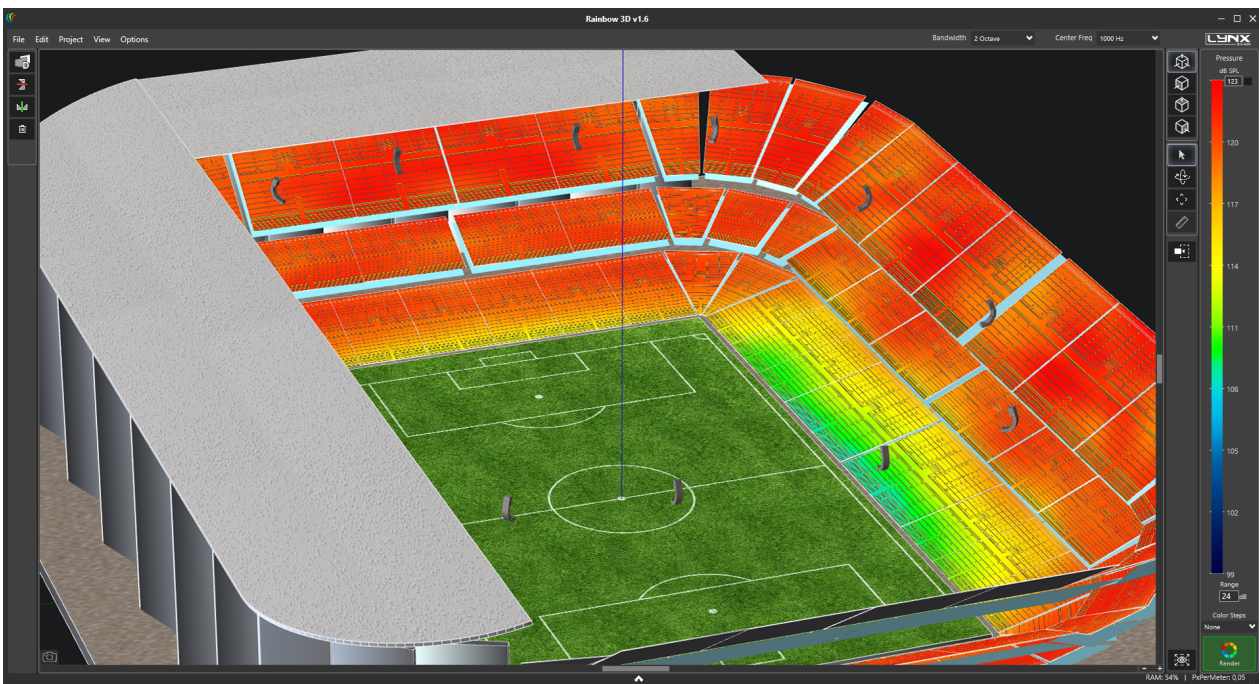 Rainbow 3D v1.6
File Edit Project View Options
Bandwidth 2 Octave Center Freq 1000 Hz
LYNX
Pressure
dB SPL
123
120
117
114
111
108
105
102
99
Range
24 dB
Color Steps
None
Render
RAM: 54% | PxPerMeter: 0,05